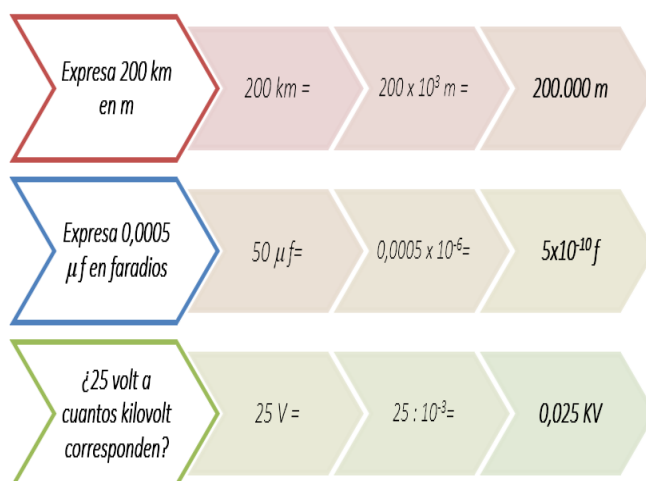 Expresa 200 km
en m
200 km =
200 x 10³ m =
200.000 m
Expresa 0,0005
µ f en faradios
50 µ f=
0,0005 x 10⁻⁶=
5x10⁻¹⁰ f
¿25 volt a
cuantos kilovolt
corresponden?
25 V =
25 : 10⁻³=
0,025 KV